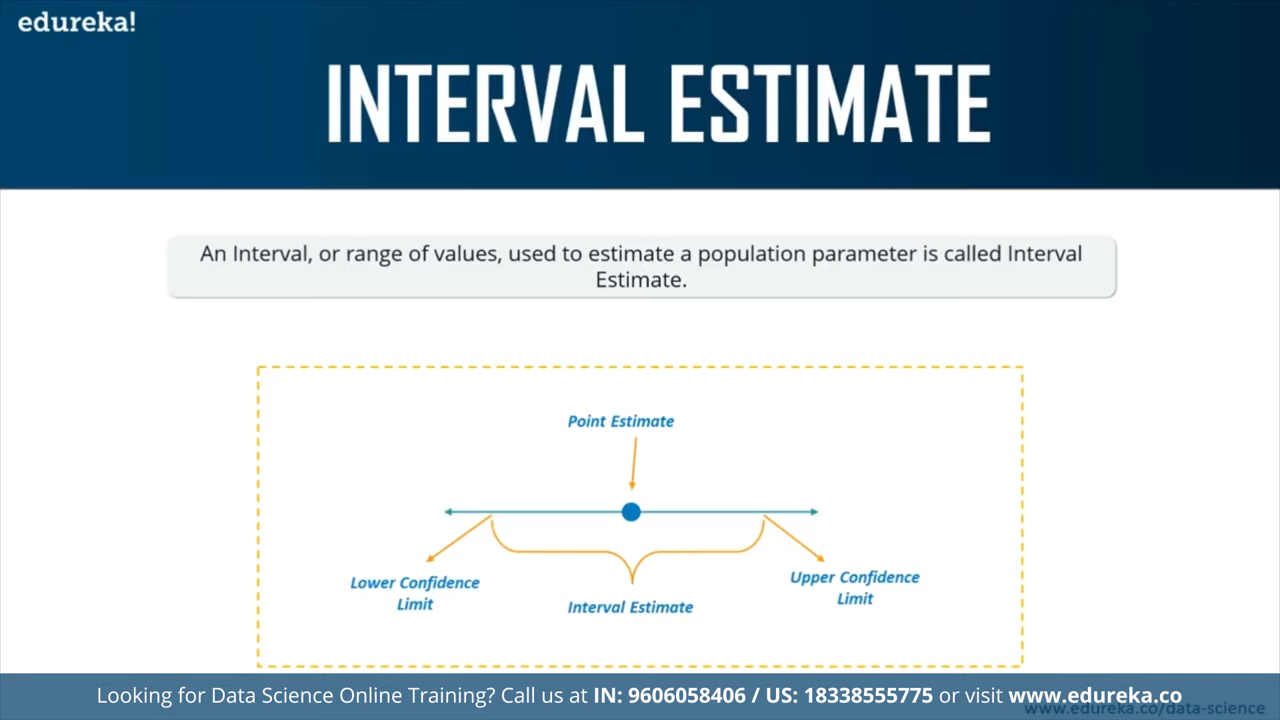 edureka!
INTERVAL ESTIMATE
An Interval, or range of values, used to estimate a population parameter is called Interval
Estimate.
Point Estimate
Lower Confidence
Limit
Interval Estimate
Upper Confidence
Limit
Looking for Data Science Online Training? Call us at IN: 9606058406 / US: 18338555775 or visit www.edureka.co
www.edureka.co/data-science